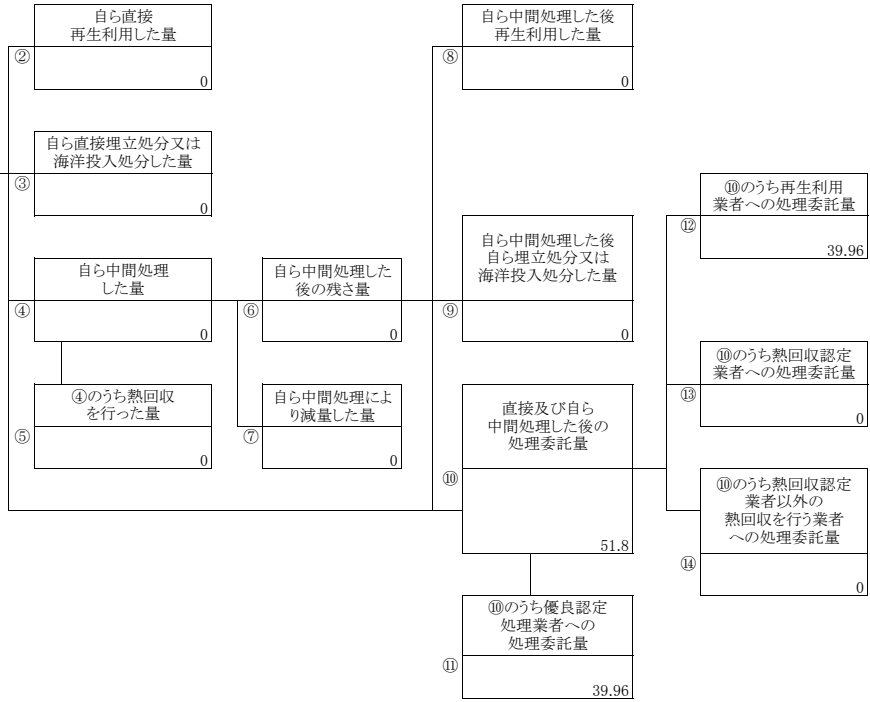 自ら直接
再生利用した量
②
0
自ら直接埋立処分又は
海洋投入処分した量
③
0
自ら中間処理
した量
④
0
④のうち熱回収
を行った量
⑤
0
自ら中間処理した
後の残さ量
⑥
0
自ら中間処理によ
り減量した量
⑦
0
自ら中間処理した後
再生利用した量
⑧
0
自ら中間処理した後
自ら埋立処分又は
海洋投入処分した量
⑨
0
直接及び自ら
中間処理した後の
処理委託量
⑩
51.8
⑩のうち優良認定
処理業者への
処理委託量
⑪
39.96
⑩のうち再生利用
業者への処理委託量
⑫
39.96
⑩のうち熱回収認定
業者への処理委託量
⑬
0
⑩のうち熱回収認定
業者以外の
熱回収を行う業者
への処理委託量
⑭
0